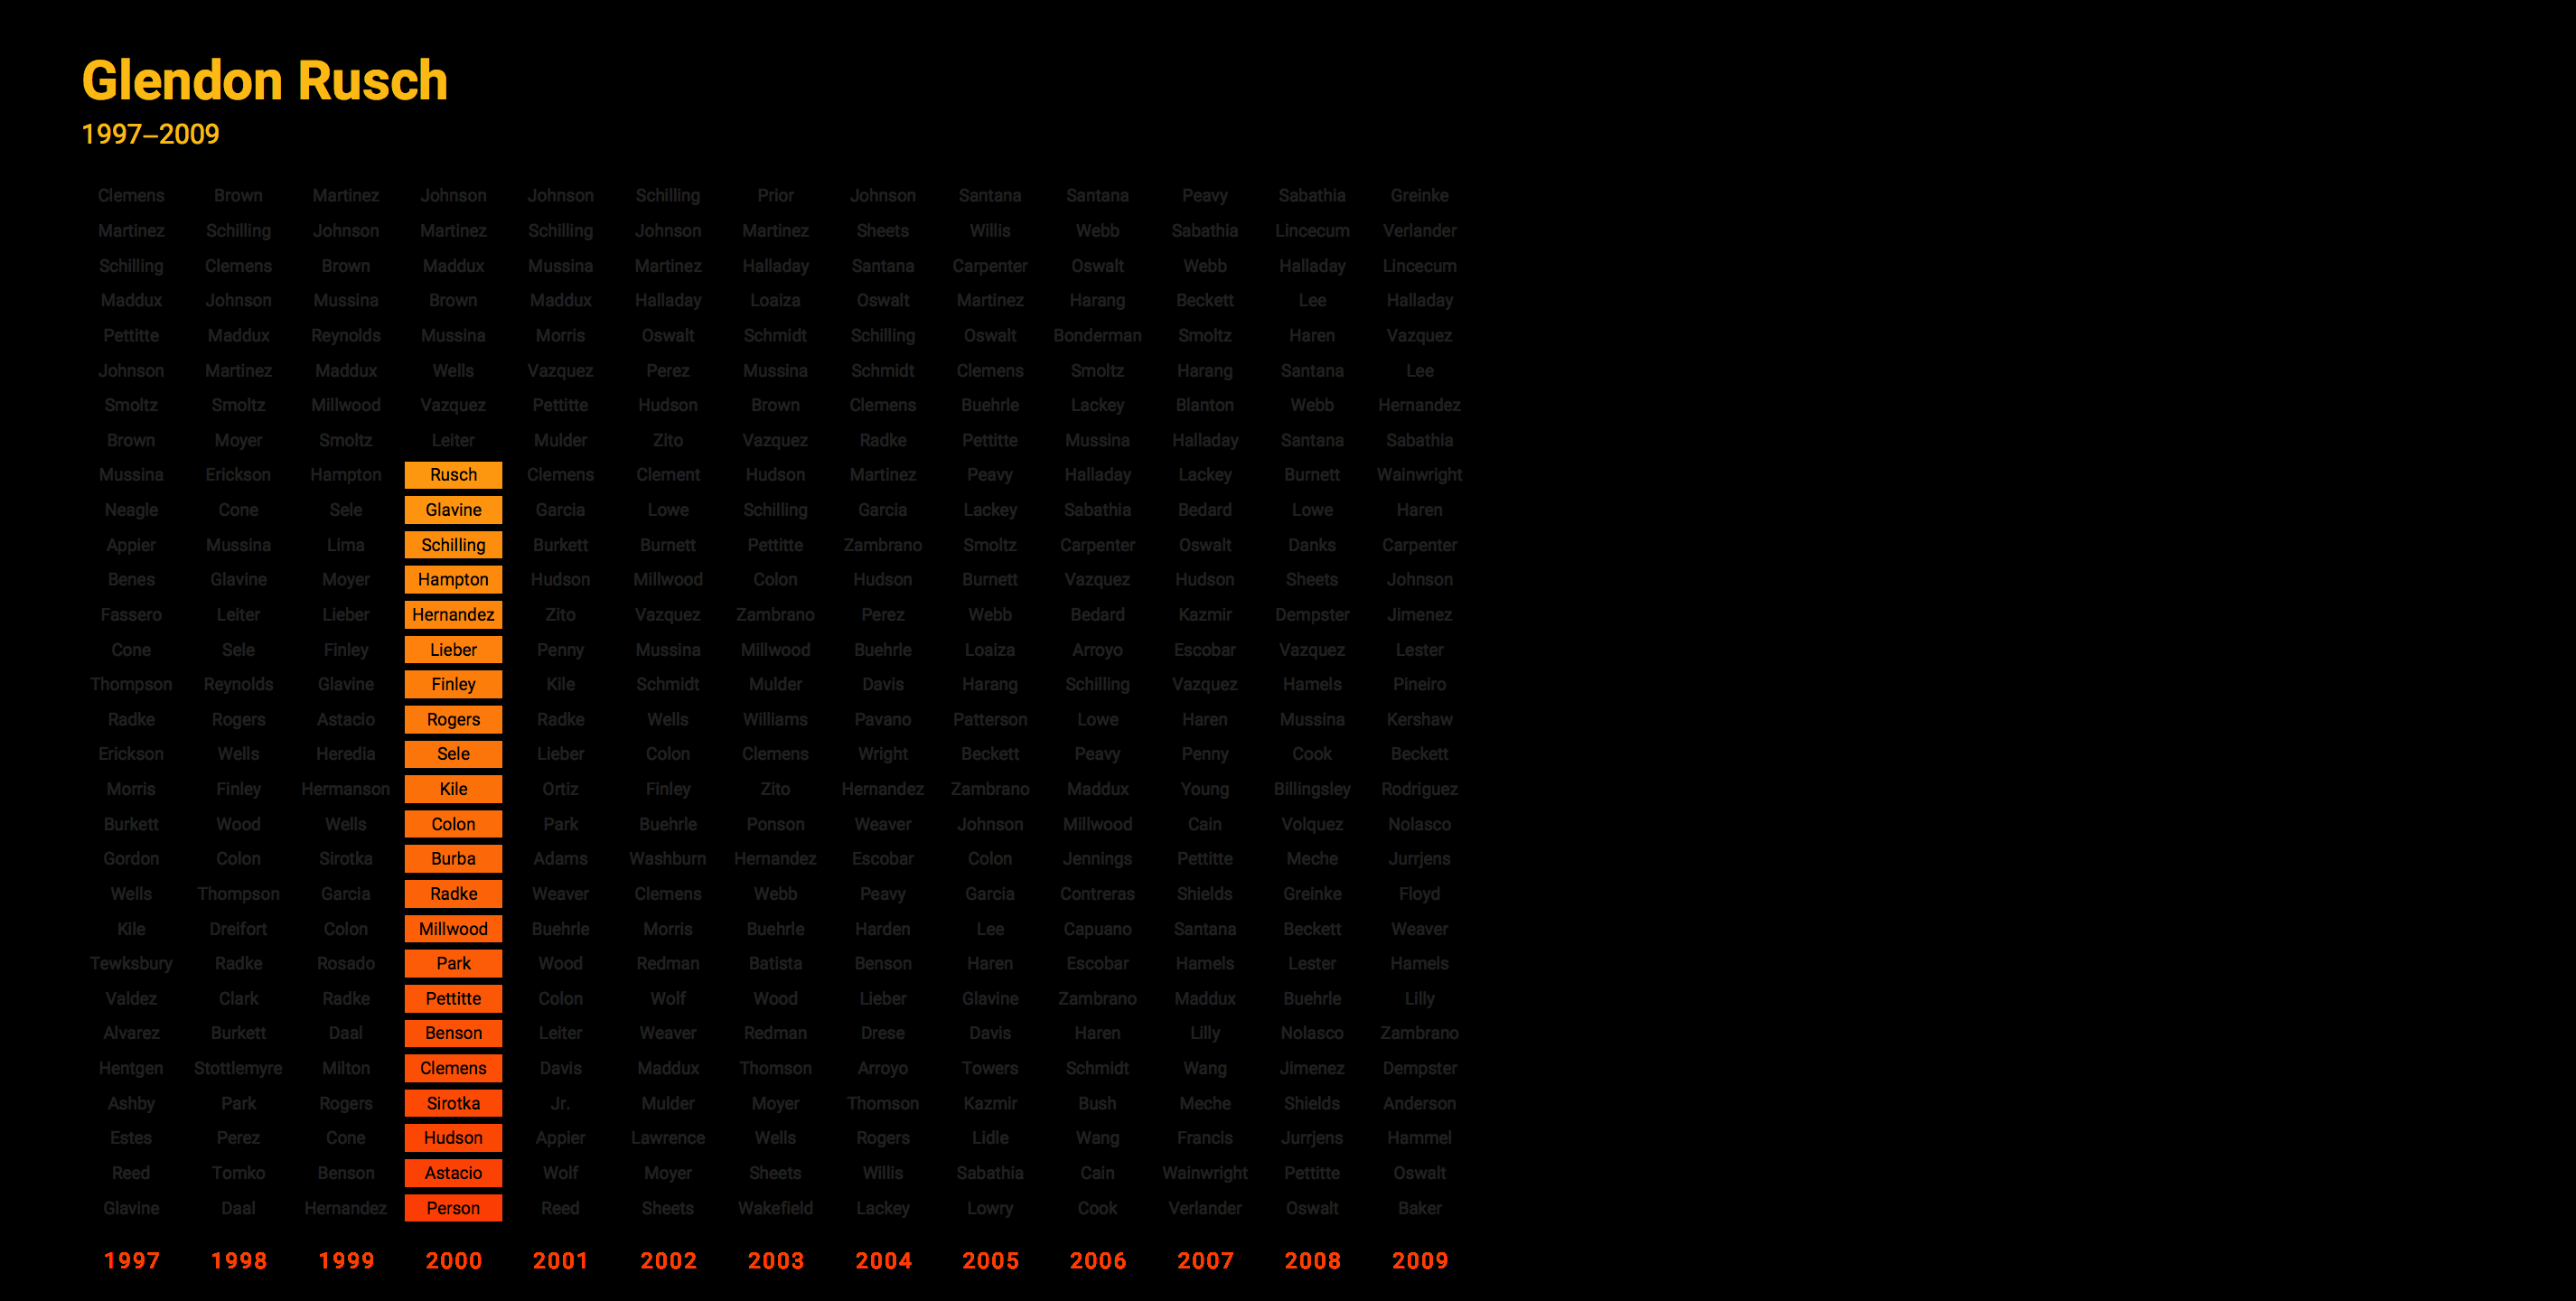 Glendon Rusch
1997–2009
Clemens Brown Martinez Johnson Johnson Schilling Prior Johnson Santana Santana Peavy Sabathia Greinke
Martinez Schilling Johnson Martinez Schilling Johnson Martinez Sheets Willis Webb Sabathia Lincecum Verlander
Schilling Clemens Brown Maddux Mussina Martinez Halladay Santana Carpenter Oswalt Webb Halladay Lincecum
Maddux Johnson Mussina Brown Maddux Halladay Loaiza Oswalt Martinez Harang Beckett Lee Halladay
Pettitte Maddux Reynolds Mussina Morris Oswalt Schmidt Schilling Oswalt Bonderman Smoltz Haren Vazquez
Johnson Martinez Maddux Wells Vazquez Perez Mussina Schmidt Clemens Smoltz Harang Santana Lee
Smoltz Smoltz Millwood Vazquez Pettitte Hudson Brown Clemens Buehrle Lackey Blanton Webb Hernandez
Brown Moyer Smoltz Leiter Mulder Zito Vazquez Radke Pettitte Mussina Halladay Santana Sabathia
Mussina Erickson Hampton Rusch Clemens Clement Hudson Martinez Peavy Halladay Lackey Burnett Wainwright
Neagle Cone Sele Glavine Garcia Lowe Schilling Garcia Lackey Sabathia Bedard Lowe Haren
Appier Mussina Lima Schilling Burkett Burnett Pettitte Zambrano Smoltz Carpenter Oswalt Danks Carpenter
Benes Glavine Moyer Hampton Hudson Millwood Colon Hudson Burnett Vazquez Hudson Sheets Johnson
Fassero Leiter Lieber Hernandez Zito Vazquez Zambrano Perez Webb Bedard Kazmir Dempster Jimenez
Cone Sele Finley Lieber Penny Mussina Millwood Buehrle Loaiza Arroyo Escobar Vazquez Lester
Thompson Reynolds Glavine Finley Kile Schmidt Mulder Davis Harang Schilling Vazquez Hamels Pineiro
Radke Rogers Astacio Rogers Radke Wells Williams Pavano Patterson Lowe Haren Mussina Kershaw
Erickson Wells Heredia Sele Lieber Colon Clemens Wright Beckett Peavy Penny Cook Beckett
Morris Finley Hermanson Kile Ortiz Finley Zito Hernandez Zambrano Maddux Young Billingsley Rodriguez
Burkett Wood Wells Colon Park Buehrle Ponson Weaver Johnson Millwood Cain Volquez Nolasco
Gordon Colon Sirotka Burba Adams Washburn Hernandez Escobar Colon Jennings Pettitte Meche Jurrjens
Wells Thompson Garcia Radke Weaver Clemens Webb Peavy Garcia Contreras Shields Greinke Floyd
Kile Dreifort Colon Millwood Buehrle Morris Buehrle Harden Lee Capuano Santana Beckett Weaver
Tewksbury Radke Rosado Park Wood Redman Batista Benson Haren Escobar Hamels Lester Hamels
Valdez Clark Radke Pettitte Colon Wolf Wood Lieber Glavine Zambrano Maddux Buehrle Lilly
Alvarez Burkett Daal Benson Leiter Weaver Redman Drese Davis Haren Lilly Nolasco Zambrano
Hentgen Stottlemyre Milton Clemens Davis Maddux Thomson Arroyo Towers Schmidt Wang Jimenez Dempster
Ashby Park Rogers Sirotka Jr. Mulder Moyer Thomson Kazmir Bush Meche Shields Anderson
Estes Perez Cone Hudson Appier Lawrence Wells Rogers Lidle Wang Francis Jurrjens Hammel
Reed Tomko Benson Astacio Wolf Moyer Sheets Willis Sabathia Cain Wainwright Pettitte Oswalt
Glavine Daal Hernandez Person Reed Sheets Wakefield Lackey Lowry Cook Verlander Oswalt Baker
1997 1998 1999 2000 2001 2002 2003 2004 2005 2006 2007 2008 2009